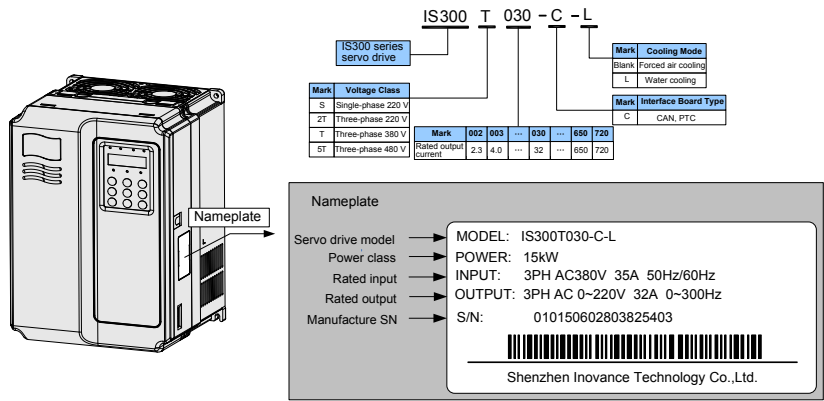 IS300 T 030 - C - L
IS300 series
servo drive
Mark Cooling Mode
Blank Forced air cooling
L Water cooling
Mark Voltage Class
S Single-phase 220 V
2T Three-phase 220 V
T Three-phase 380 V
5T Three-phase 480 V
Mark Interface Board Type
C CAN, PTC
Mark 002 003 ··· 030 ··· 650 720
Rated output
current 2.3 4.0 ··· 32 ··· 650 720
Nameplate
Nameplate
Servo drive model MODEL: IS300T030-C-L
Power class POWER: 15kW
Rated input INPUT: 3PH AC380V 35A 50Hz/60Hz
Rated output OUTPUT: 3PH AC 0~220V 32A 0~300Hz
Manufacture SN S/N: 010150602803825403
Shenzhen Inovance Technology Co.,Ltd.